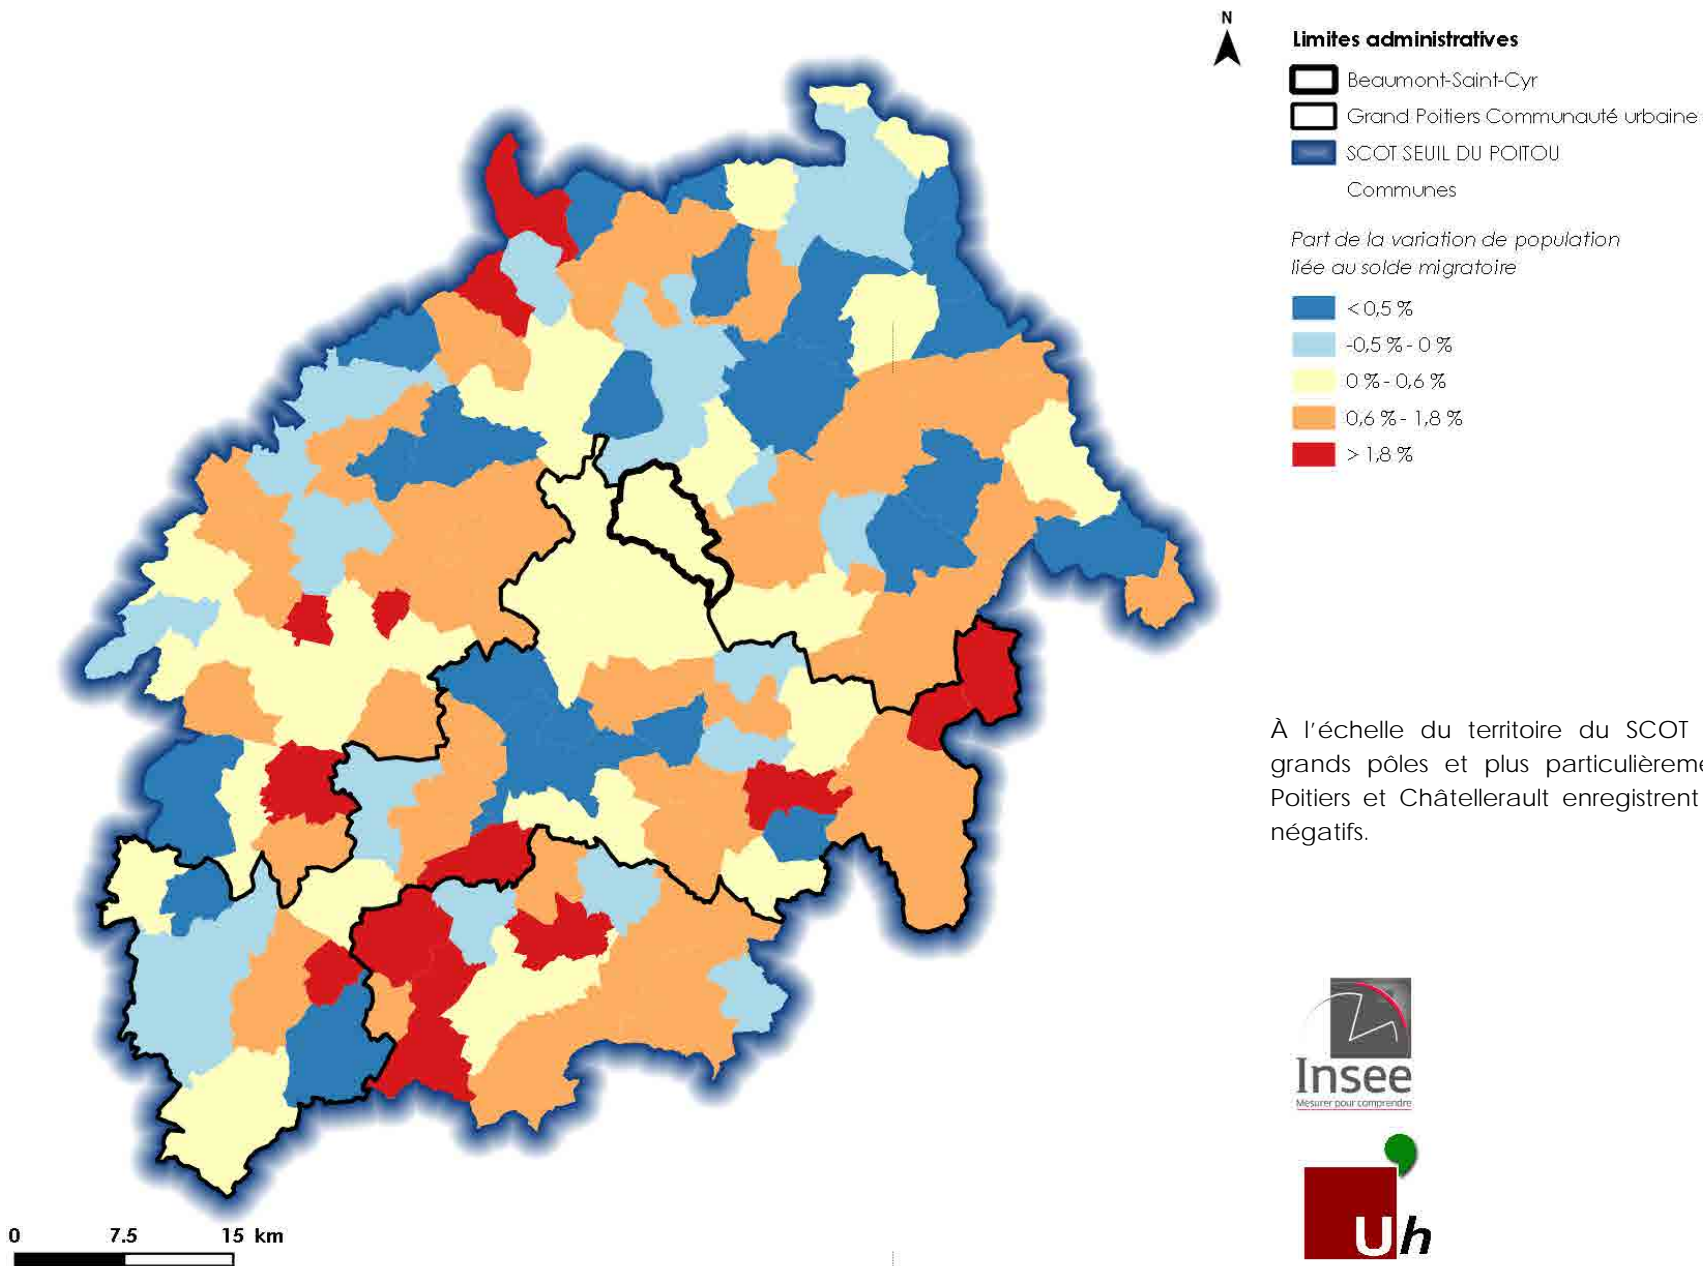 N
Limites administratives
Beaumont-Saint-Cyr
Grand Poitiers Communauté urbaine
SCOT SEUIL DU POITOU
Communes
Part de la variation de population
liée au solde migratoire
< 0,5 %
-0,5 % - 0 %
0 % - 0,6 %
0,6 % - 1,8 %
> 1,8 %
À l'échelle du territoire du SCOT
grands pôles et plus particulièreme
Poitiers et Châtellerault enregistrent
négatifs.
Insee
Mesurer pour comprendre
Uh
0 7.5 15 km